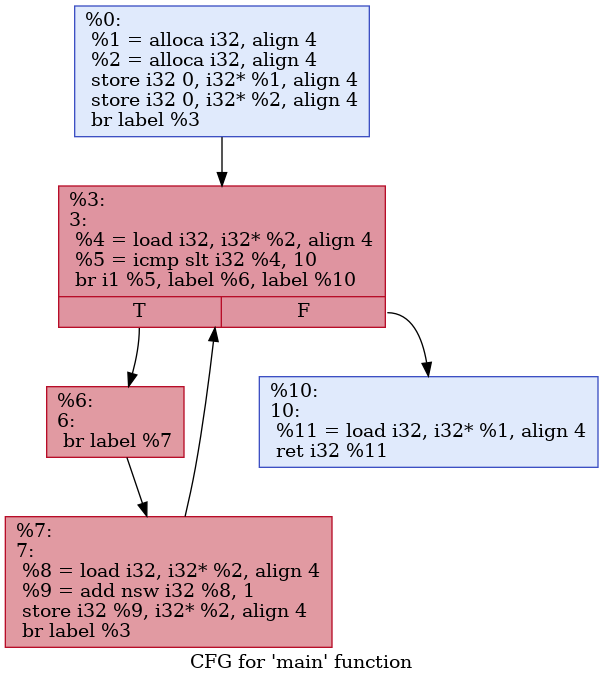 %0:
%1 = alloca i32, align 4
%2 = alloca i32, align 4
store i32 0, i32* %1, align 4
store i32 0, i32* %2, align 4
br label %3
%3:
3:
%4 = load i32, i32* %2, align 4
%5 = icmp slt i32 %4, 10
br i1 %5, label %6, label %10
T
F
%6:
6:
br label %7
%10:
10:
%11 = load i32, i32* %1, align 4
ret i32 %11
%7:
7:
%8 = load i32, i32* %2, align 4
%9 = add nsw i32 %8, 1
store i32 %9, i32* %2, align 4
br label %3
CFG for 'main' function